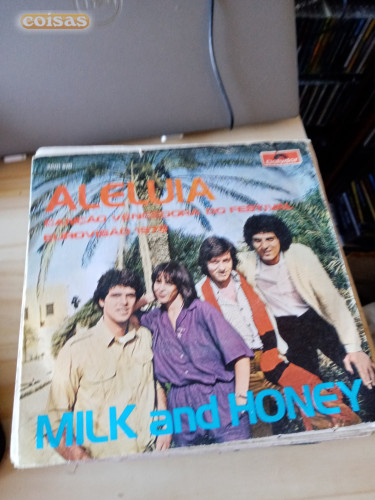 coisas
ALELUIA
CANÇÃO VENCEDORA DO FESTIVAL
EUROVISÃO 1979
MILK and HONEY